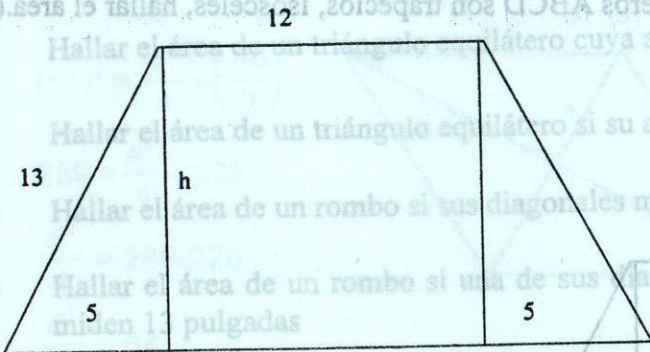 12
Hallar el área de un triángulo equilátero cuya a
Hallar el área de un triángulo equilátero si su a
13
h
Hallar el área de un rombo si sus diagonales m
Hallar el área de un rombo si una de sus dia
5
5
miden 13 pulgadas